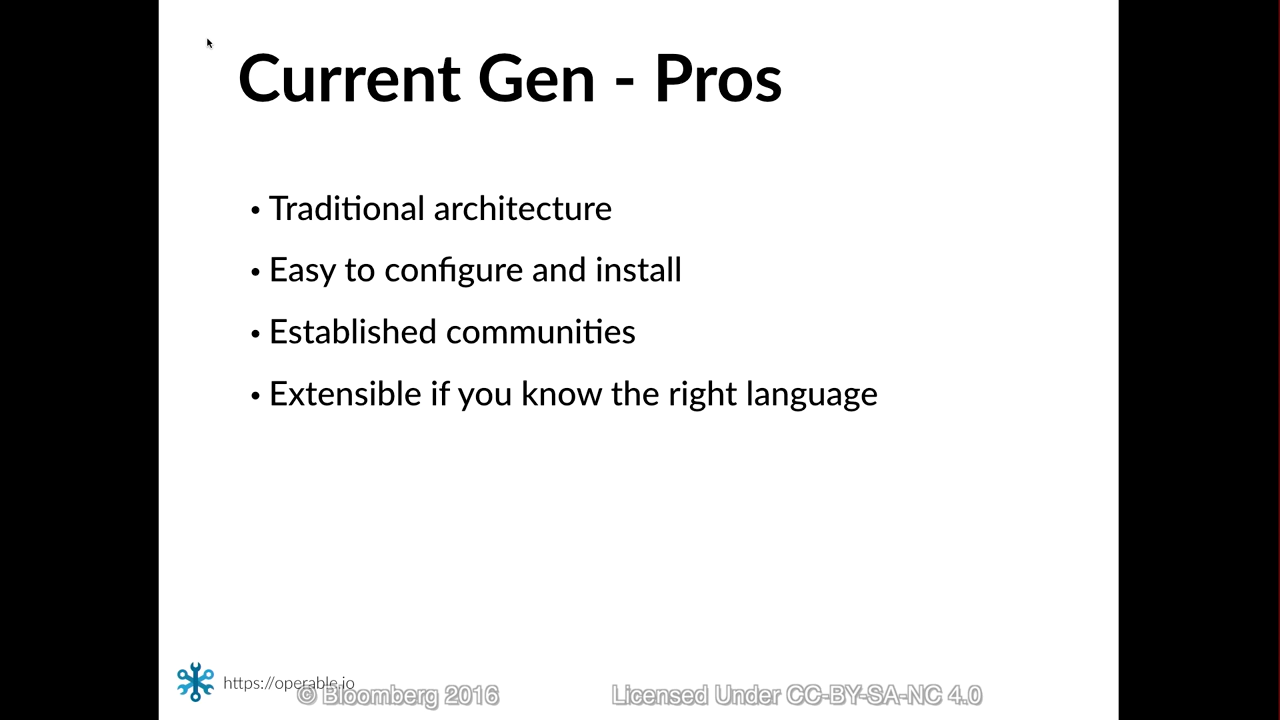 Current Gen - Pros
• Traditional architecture
• Easy to configure and install
• Established communities
• Extensible if you know the right language
https://operable.io
© Bloomberg 2016
Licensed Under CC-BY-SA-NC 4.0